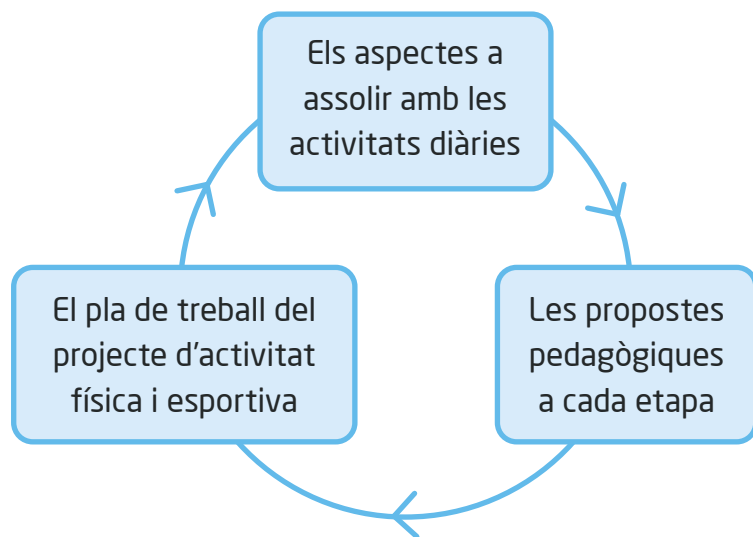 Els aspectes a
assolir amb les
activitats diàries
El pla de treball del
projecte d'activitat
física i esportiva
Les propostes
pedagògiques
a cada etapa